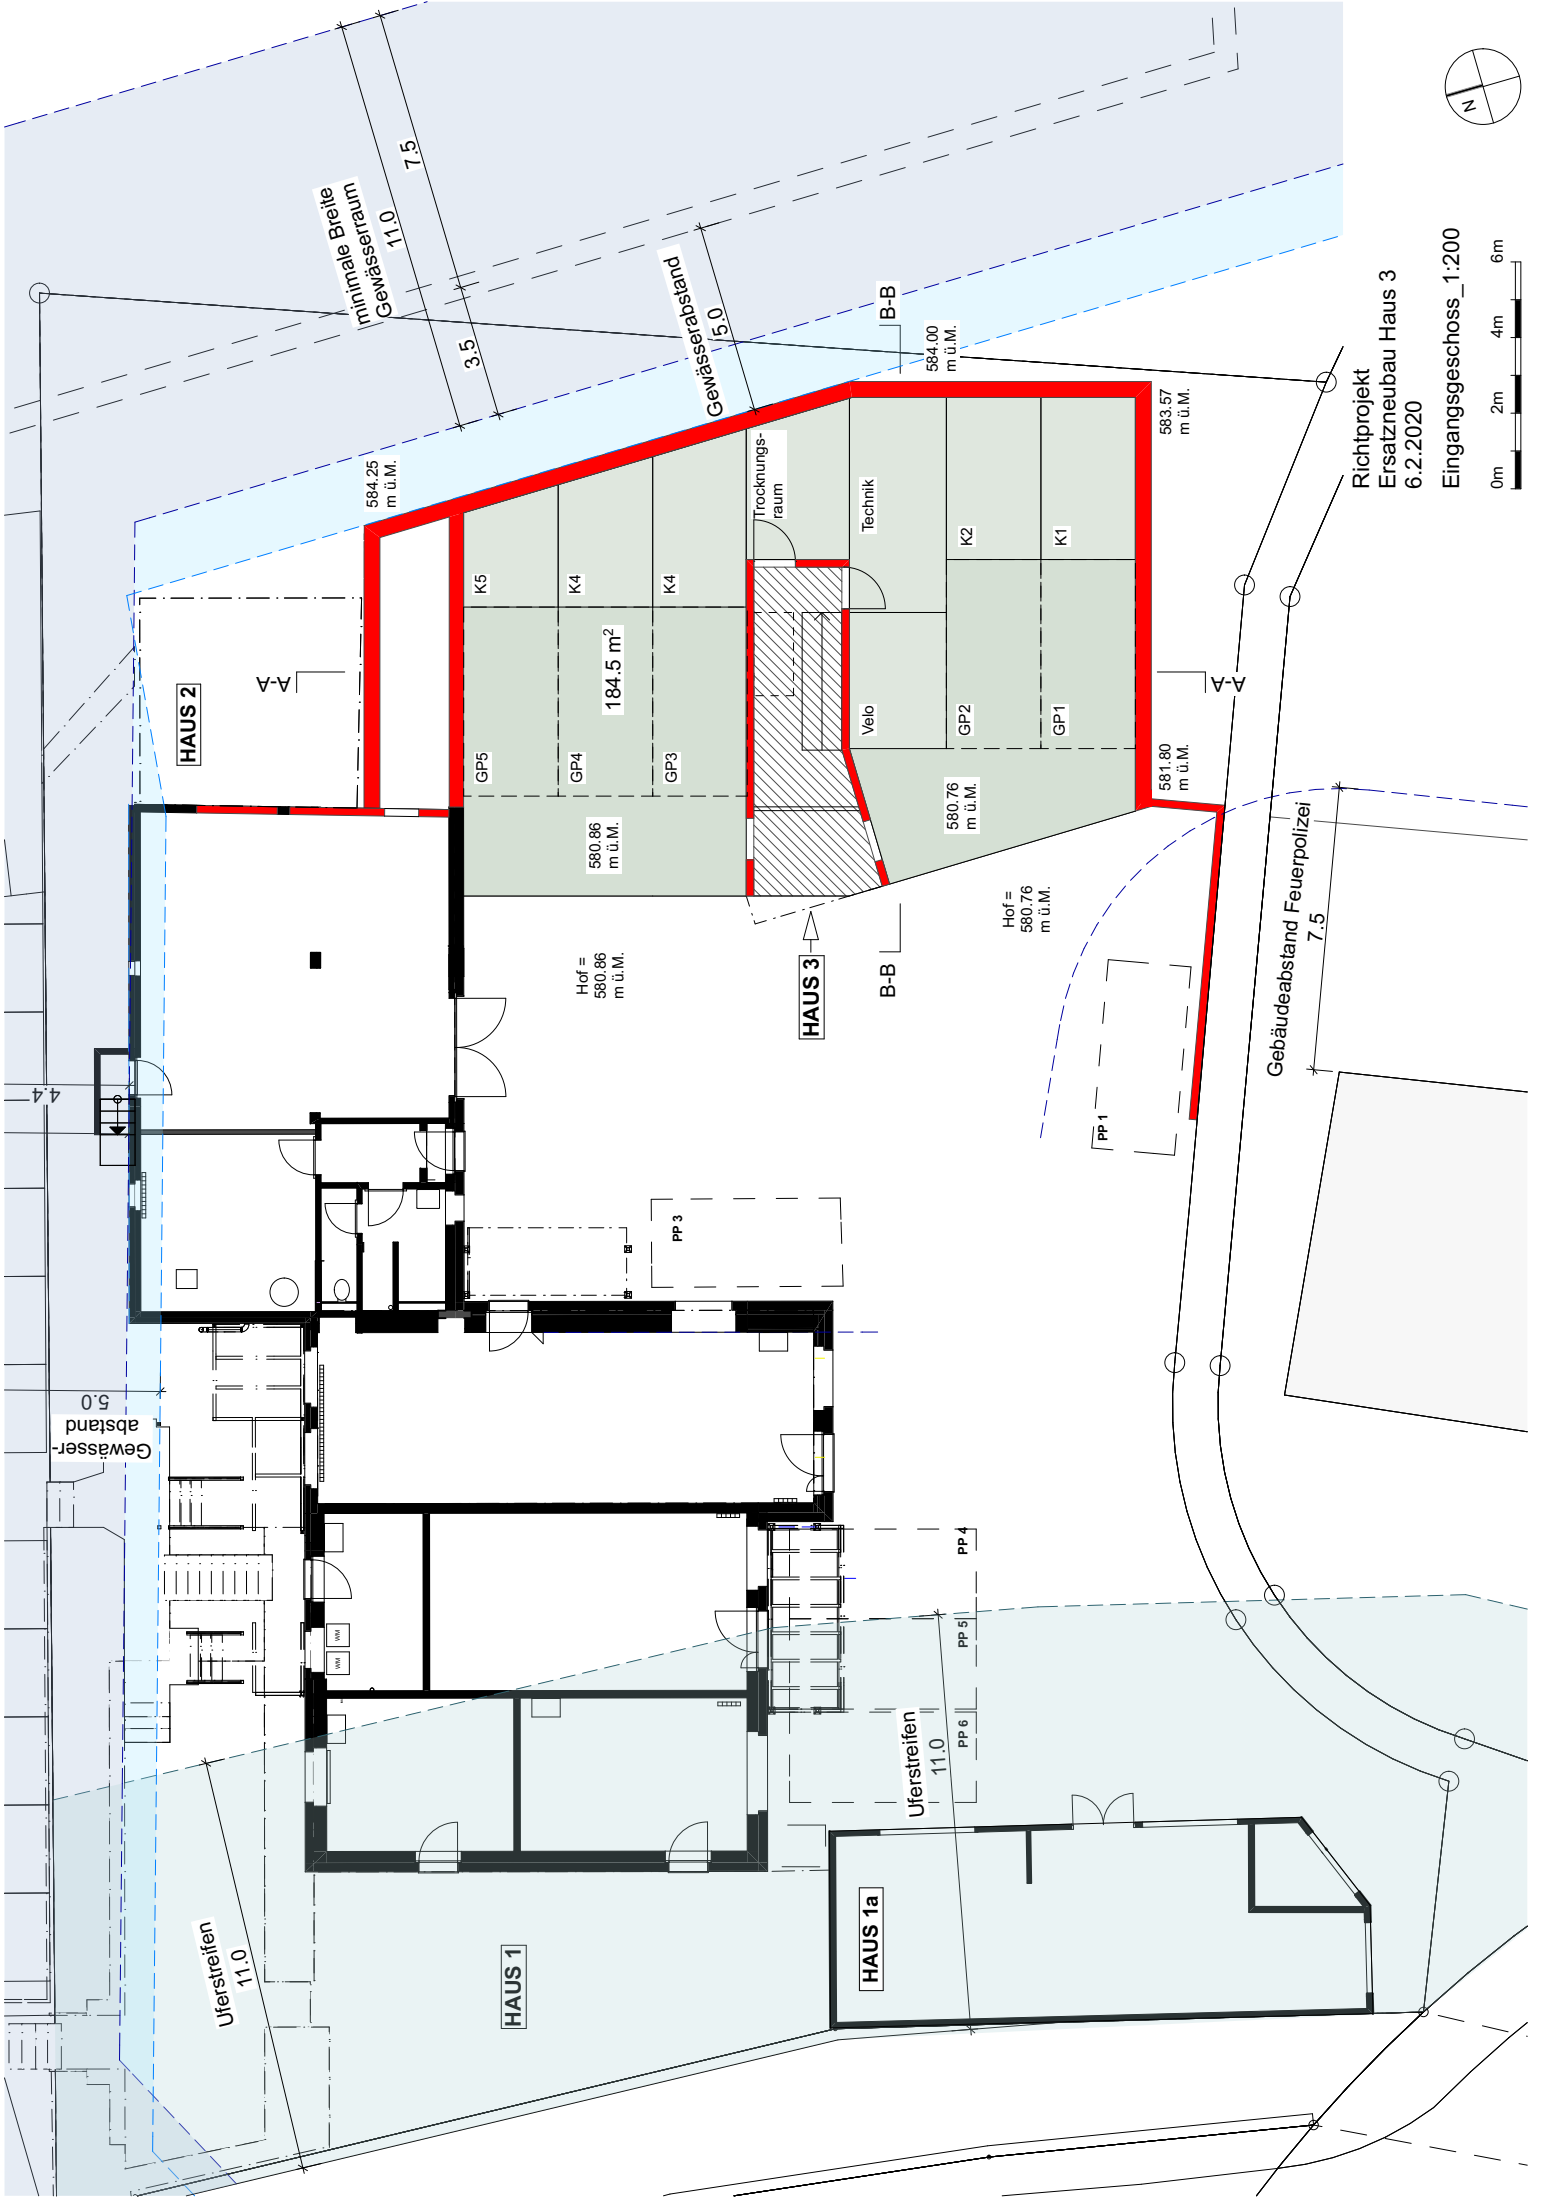 Richtprojekt
Ersatzneubau Haus 3
6.2.2020
Eingangsgeschoss_1:200
0m
2m
4m
6m
N
minimale Breite
Gewässerraum
11.0
7.5
3.5
Gewässerabstand
5.0
B-B
584.00
m ü.M.
583.57
m ü.M.
584.25
m ü.M.
Trocknungs-
raum
Technik
K2
K1
K5
K4
K4
184.5 m²
HAUS 2
A-A
A-A
GP5
GP4
GP3
Velo
GP2
GP1
581.80
m ü.M.
580.86
m ü.M.
580.76
m ü.M.
Hof =
580.86
m ü.M.
Hof =
580.76
m ü.M.
HAUS 3
B-B
Gebäudeabstand Feuerpolizei
7.5
PP 1
PP 3
4.4
5.0
Gewässer-
abstand
WM
WM
PP 4
PP 5
PP 6
Uferstreifen
11.0
Uferstreifen
11.0
HAUS 1
HAUS 1a